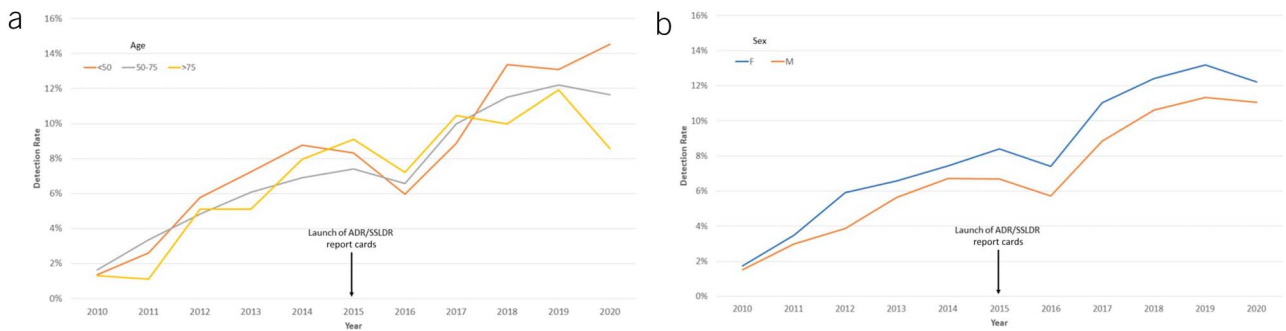 a
Age
<50 50-75 >75
16%
14%
12%
10%
8%
6%
4%
2%
0%
Detection Rate
Launch of ADR/SSLDR
report cards
2010 2011 2012 2013 2014 2015 2016 2017 2018 2019 2020
Year
b
Sex
F M
16%
14%
12%
10%
8%
6%
4%
2%
0%
Detection Rate
Launch of ADR/SSLDR
report cards
2010 2011 2012 2013 2014 2015 2016 2017 2018 2019 2020
Year